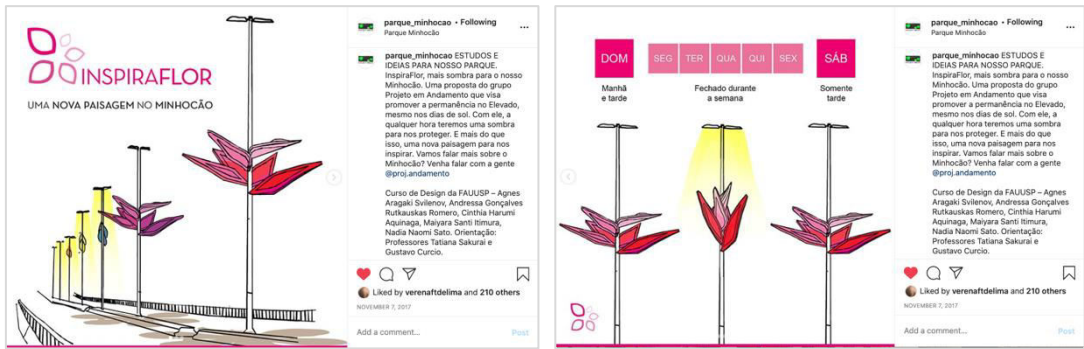 INSPIRAFLOR
UMA NOVA PAISAGEM NO MINHOCÃO
parque_minhocao • Following
Parque Minhocão
...
parque_minhocao ESTUDOS E
IDEIAS PARA NOSSO PARQUE.
InspiraFlor, mais sombra para o nosso
Minhocão. Uma proposta do grupo
Projeto em Andamento que visa
promover a permanência no Elevado,
mesmo nos dias de sol. Com ele, a
qualquer hora teremos uma sombra
para nos proteger. E mais do que
isso, uma nova paisagem para nos
inspirar. Vamos falar mais sobre o
Minhocão? Venha falar com a gente
@proj.andamento
Curso de Design da FAUUSP – Agnes
Aragaki Svilenov, Andressa Gonçalves
Rutkauskas Romero, Cinthia Harumi
Aquinaga, Maiyara Santi Itimura,
Nadia Naomi Sato. Orientação:
Professores Tatiana Sakurai e
Gustavo Curcio.
Liked by verenaftdelima and 210 others
NOVEMBER 7, 2017
Add a comment...
Post
DOM
SEG TER QUA QUI SEX
SÁB
Manhã
e tarde
Fechado durante
a semana
Somente
tarde
parque_minhocao • Following
Parque Minhocão
...
parque_minhocao ESTUDOS E
IDEIAS PARA NOSSO PARQUE.
InspiraFlor, mais sombra para o nosso
Minhocão. Uma proposta do grupo
Projeto em Andamento que visa
promover a permanência no Elevado,
mesmo nos dias de sol. Com ele, a
qualquer hora teremos uma sombra
para nos proteger. E mais do que
isso, uma nova paisagem para nos
inspirar. Vamos falar mais sobre o
Minhocão? Venha falar com a gente
@proj.andamento
Curso de Design da FAUUSP – Agnes
Aragaki Svilenov, Andressa Gonçalves
Rutkauskas Romero, Cinthia Harumi
Aquinaga, Maiyara Santi Itimura,
Nadia Naomi Sato. Orientação:
Professores Tatiana Sakurai e
Gustavo Curcio.
Liked by verenaftdelima and 210 others
NOVEMBER 7, 2017
Add a comment...
Post